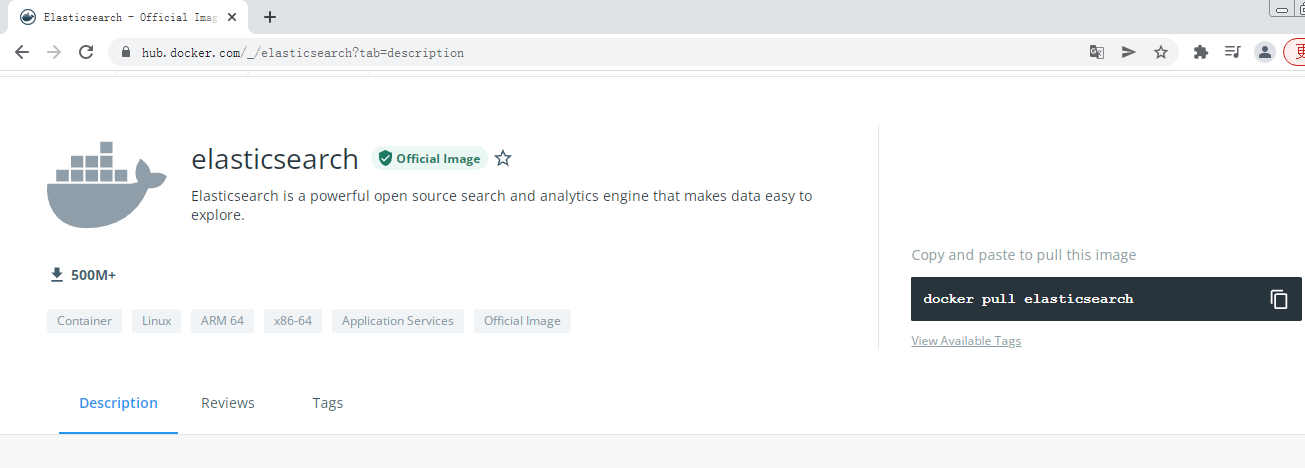 Elasticsearch - Official Imag
hub.docker.com/_/elasticsearch?tab=description
更
elasticsearch
Official Image
Elasticsearch is a powerful open source search and analytics engine that makes data easy to
explore.
500M+
Container
Linux
ARM 64
x86-64
Application Services
Official Image
Copy and paste to pull this image
docker pull elasticsearch
View Available Tags
Description
Reviews
Tags